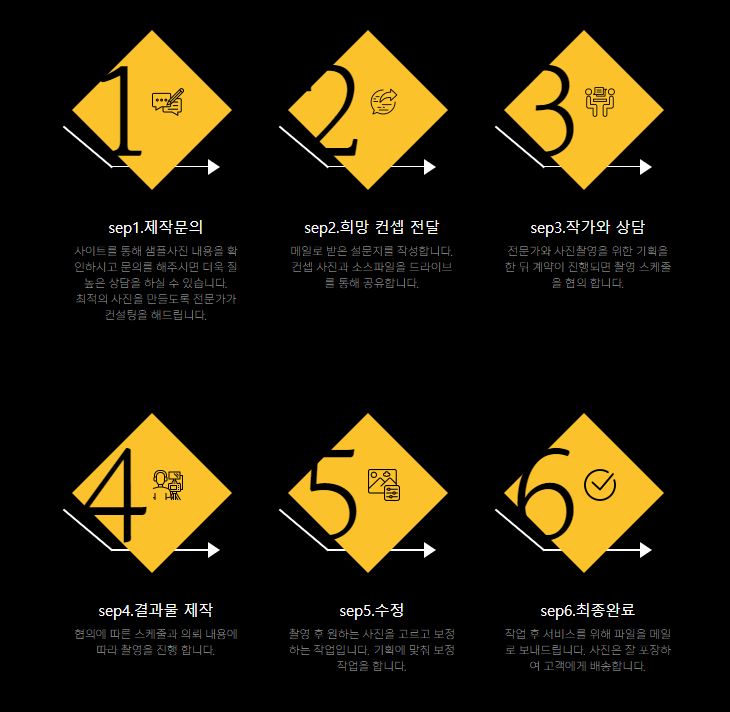 1
2
3
sep1.제작문의
사이트를 통해 샘플사진 내용을 확
인하시고 문의를 해주시면 더욱 질
높은 상담을 하실 수 있습니다.
최적의 사진을 만들도록 전문가가
컨설팅을 해드립니다.
sep2.희망 컨셉 전달
메일로 받은 설문지를 작성합니다.
컨셉 사진과 소스파일을 드라이브
를 통해 공유합니다.
sep3.작가와 상담
전문가와 사진촬영을 위한 기획을
한 뒤 계약이 진행되면 촬영 스케줄
을 협의 합니다.
4
5
6
sep4.결과물 제작
협의에 따른 스케줄과 의뢰 내용에
따라 촬영을 진행 합니다.
sep5.수정
촬영 후 원하는 사진을 고르고 보정
하는 작업입니다. 기획에 맞춰 보정
작업을 합니다.
sep6.최종완료
작업 후 서비스를 위해 파일을 메일
로 보내드립니다. 사진은 잘 포장하
여 고객에게 배송합니다.